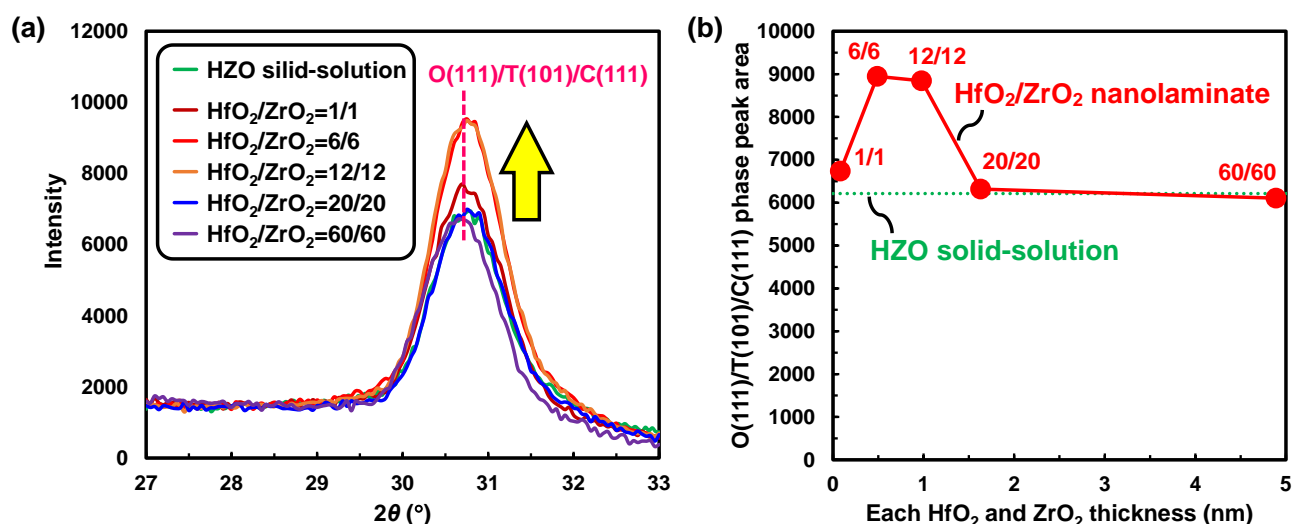 (a)
12000
10000
8000
6000
4000
2000
0
Intensity
HZO silid-solution
HfO₂/ZrO₂=1/1
HfO₂/ZrO₂=6/6
HfO₂/ZrO₂=12/12
HfO₂/ZrO₂=20/20
HfO₂/ZrO₂=60/60
O(111)/T(101)/C(111)
27 28 29 30 31 32 33
2θ (°)
(b)
O(111)/T(101)/C(111) phase peak area
10000
9000
8000
7000
6000
5000
4000
3000
2000
1000
0
6/6
12/12
HfO₂/ZrO₂ nanolaminate
1/1
20/20
60/60
HZO solid-solution
0 1 2 3 4 5
Each HfO₂ and ZrO₂ thickness (nm)